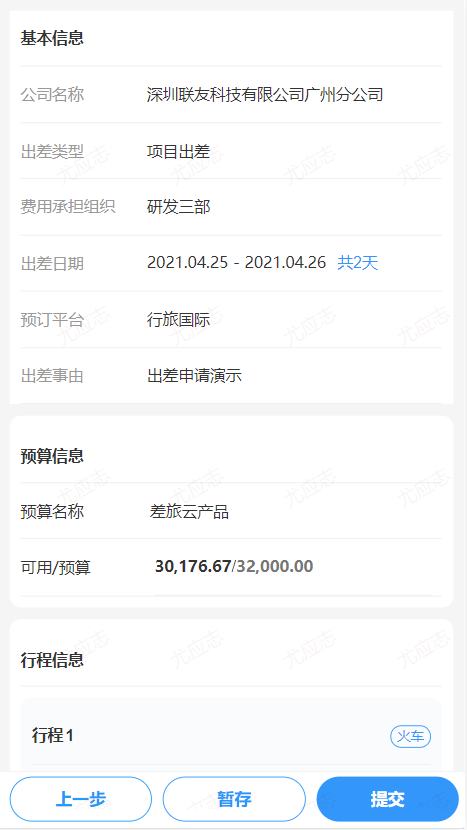 基本信息
公司名称 深圳联友科技有限公司广州分公司
出差类型 项目出差
费用承担组织 研发三部
出差日期 2021.04.25 - 2021.04.26 共2天
预订平台 行旅国际
出差事由 出差申请演示
预算信息
预算名称 差旅云产品
可用/预算 30,176.67/32,000.00
行程信息
行程1 火车
上一步 暂存 提交
尤应志